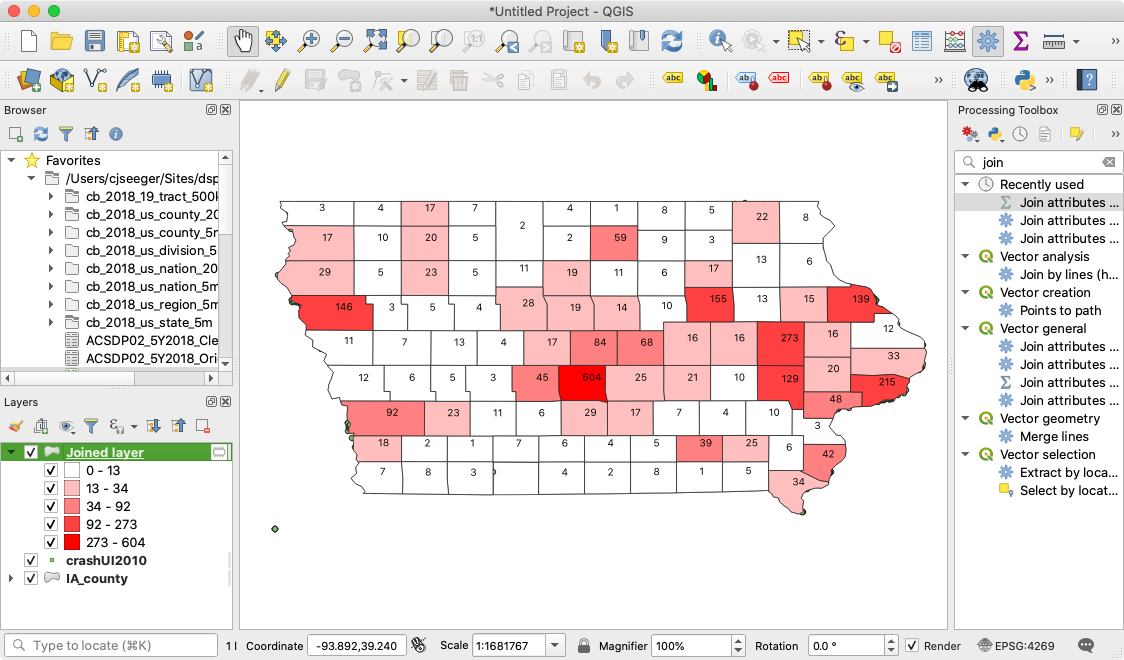 *Untitled Project - QGIS
1:1
abc
ab
abc
ab
abc
abc
Browser
Favorites
/Users/cjseeger/Sites/dsp
cb_2018_19_tract_500k
cb_2018_us_county_20
cb_2018_us_county_5m
cb_2018_us_division_5
cb_2018_us_nation_20
cb_2018_us_nation_5m
cb_2018_us_region_5m
cb_2018_us_state_5m
ACSDP02_5Y2018_Cle
ACSDP02_5Y2018_Ori
Layers
Joined layer
0 - 13
13 - 34
34 - 92
92 - 273
273 - 604
crashUI2010
IA_county
3 4 17 7 2 4 1 8 5 22 8
17 10 20 5 2 59 9 3 13 6
29 5 23 5 11 19 11 6 17
146 3 5 4 28 19 14 10 155 13 15 139
11 7 13 4 17 84 68 16 16 273 16 12
33
12 6 5 3 45 604 25 21 10 129 20 215
92 23 11 6 29 17 7 4 10 48
3
18 2 1 7 6 4 5 39 25 6 42
7 8 3 4 2 8 1 5 34
Processing Toolbox
join
Recently used
Join attributes ...
Join attributes ...
Join attributes ...
Vector analysis
Join by lines (h...
Vector creation
Points to path
Vector general
Join attributes ...
Join attributes ...
Join attributes ...
Join attributes ...
Vector geometry
Merge lines
Vector selection
Extract by loca...
Select by locat...
Type to locate (⌘K)
1 l
Coordinate
-93.892,39.240
Scale
1:1681767
Magnifier
100%
Rotation
0.0 °
Render
EPSG:4269